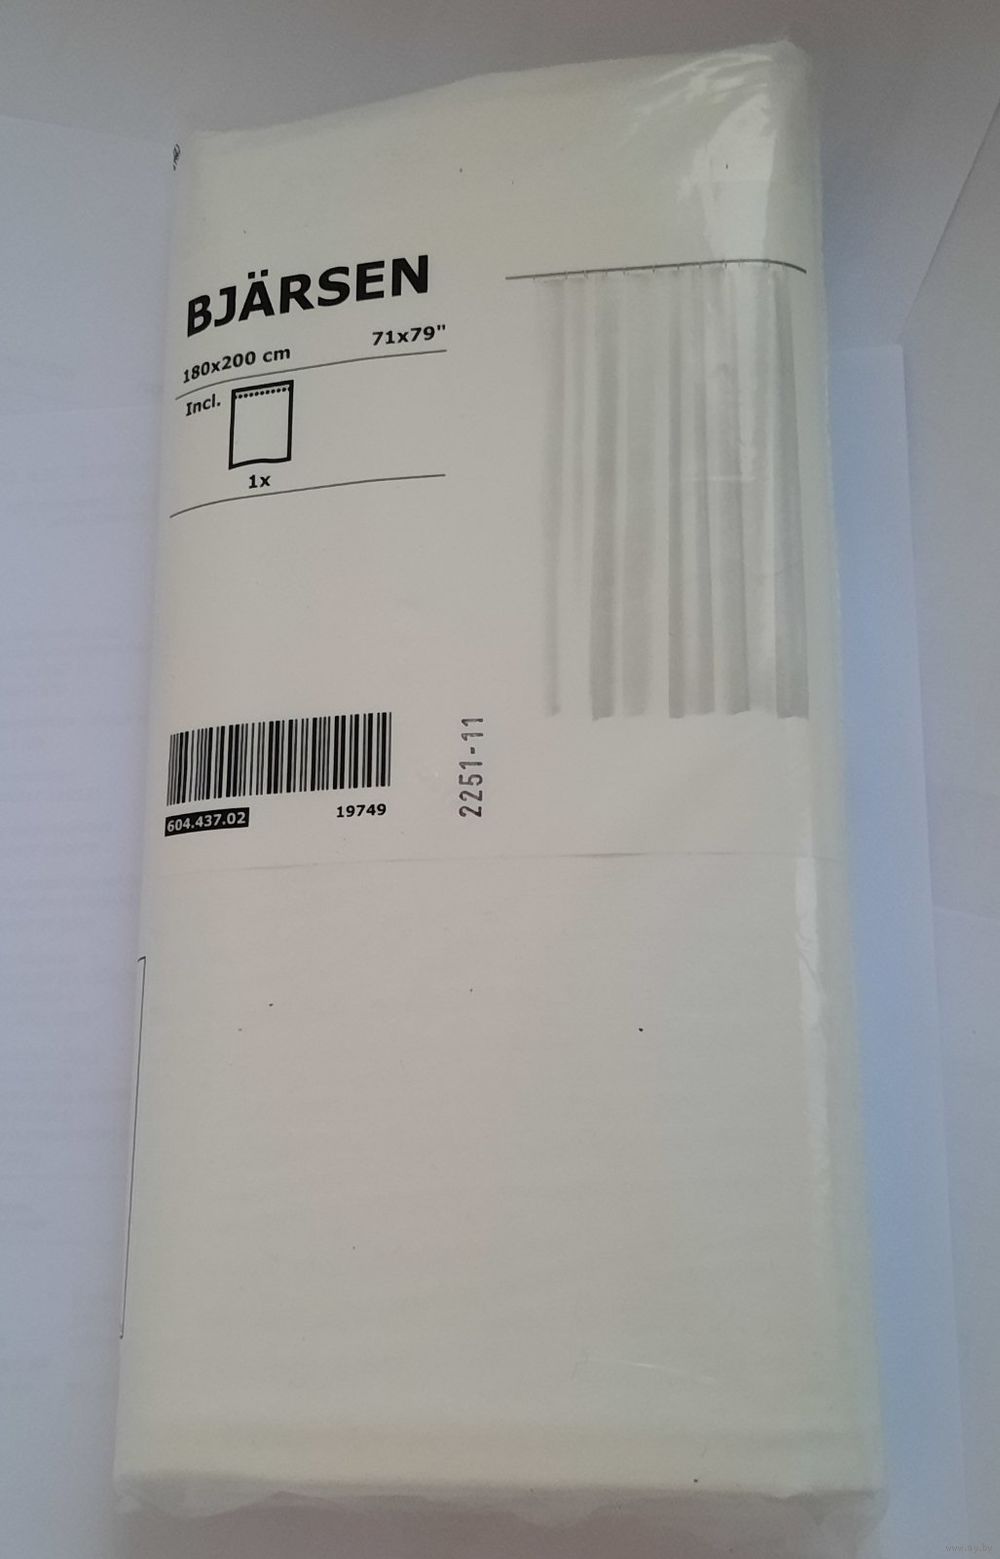 BJÄRSEN
180x200 cm 71x79"
Incl.
1x
604.437.02 19749
2251-11